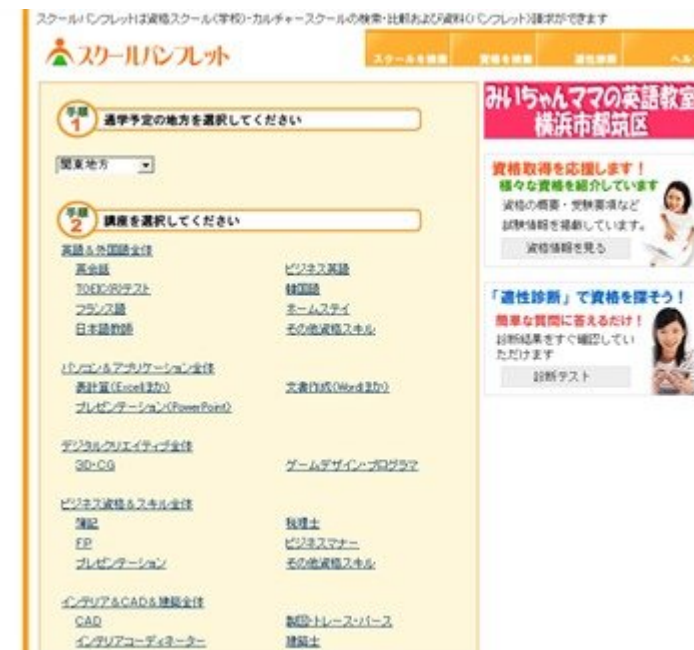 スクールパンフレットは資格スクール(学校)・カルチャースクールの検索・比較および資料(パンフレット)請求ができます
スクールパンフレット
スクールを検索
資格を検索
適性診断
ヘル
手順1 通学予定の地方を選択してください
関東地方
手順2 講座を選択してください
英語&外国語全体
英会話 ビジネス英語
TOEIC(R)テスト 韓国語
フランス語 ホームステイ
日本語教師 その他資格スキル
パソコン&アプリケーション全体
表計算(Excelほか) 文書作成(Wordほか)
プレゼンテーション(PowerPoint)
デジタルクリエイティブ全体
3D・CG ゲームデザイン・プログラマ
ビジネス資格&スキル全体
簿記 税理士
FP ビジネスマナー
プレゼンテーション その他資格スキル
インテリア&CAD&建築全体
CAD 製図・トレース・パース
インテリアコーディネーター 建築士
みいちゃんママの英語教室
横浜市都筑区
資格取得を応援します!
様々な資格を紹介しています
資格の概要・受験要項など
試験情報を掲載しています。
資格情報を見る
「適性診断」で資格を探そう!
簡単な質問に答えるだけ!
診断結果をすぐ確認してい
ただけます
診断テスト